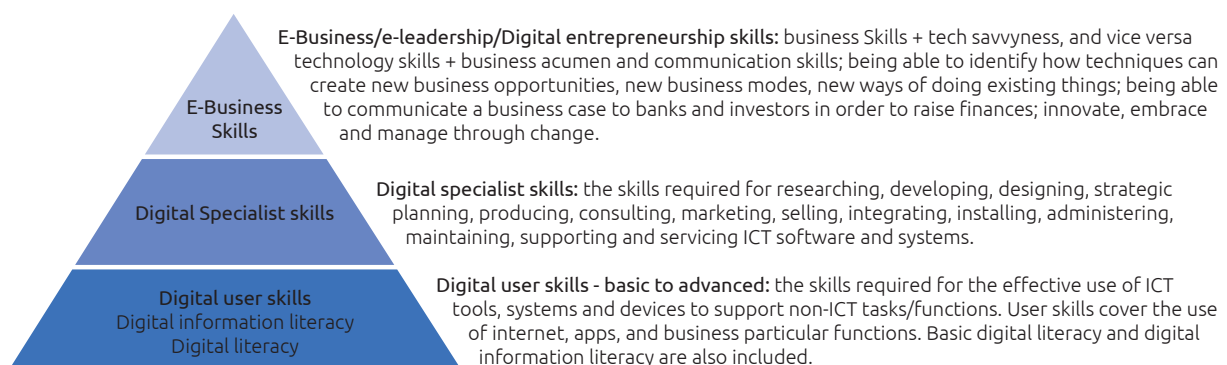 E-Business/e-leadership/Digital entrepreneurship skills: business Skills + tech savvyness, and vice versa
technology skills + business acumen and communication skills; being able to identify how techniques can
create new business opportunities, new business modes, new ways of doing existing things; being able
to communicate a business case to banks and investors in order to raise finances; innovate, embrace
and manage through change.
E-Business
Skills
Digital specialist skills: the skills required for researching, developing, designing, strategic
planning, producing, consulting, marketing, selling, integrating, installing, administering,
maintaining, supporting and servicing ICT software and systems.
Digital Specialist skills
Digital user skills - basic to advanced: the skills required for the effective use of ICT
tools, systems and devices to support non-ICT tasks/functions. User skills cover the use
of internet, apps, and business particular functions. Basic digital literacy and digital
information literacy are also included.
Digital user skills
Digital information literacy
Digital literacy